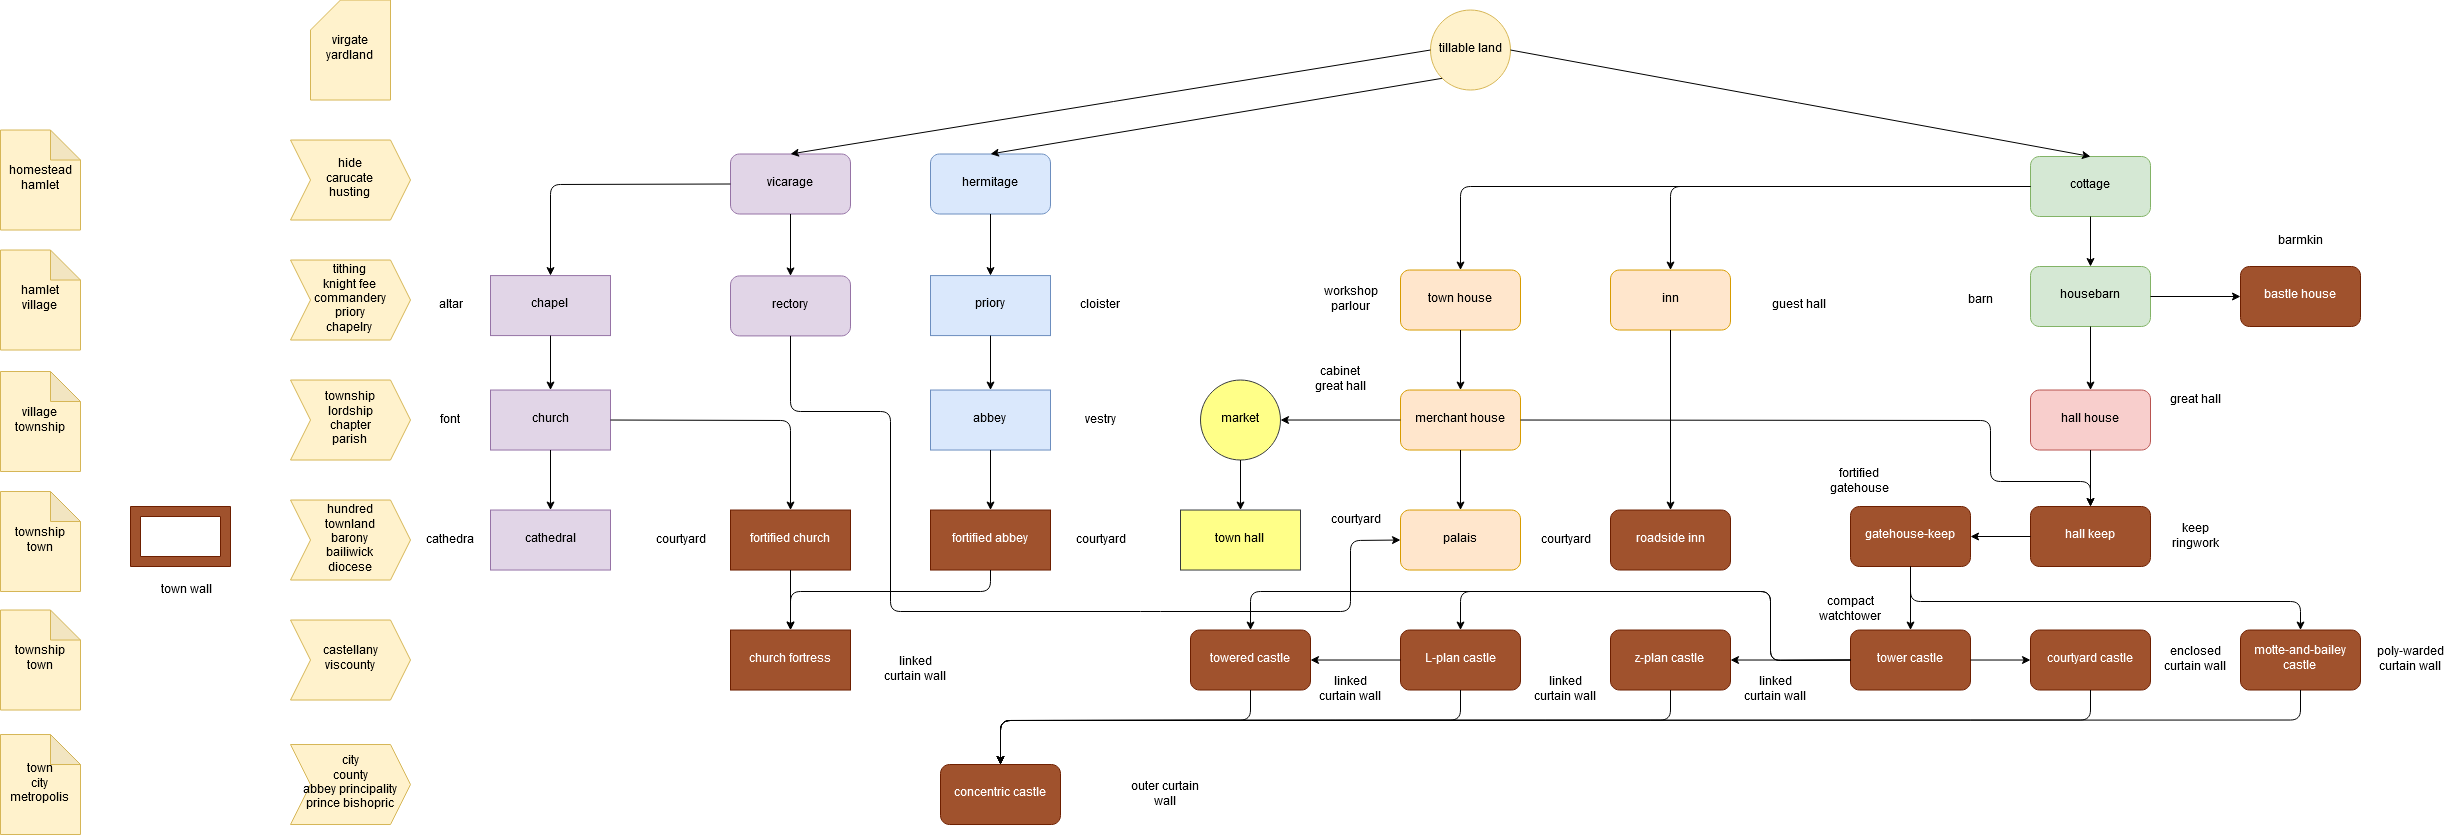 virgate
yardland
tillable land
homestead
hamlet
hide
carucate
husting
vicarage
hermitage
cottage
barmkin
hamlet
village
tithing
knight fee
commandery
priory
chapelry
altar
chapel
rectory
priory
cloister
workshop
parlour
town house
inn
guest hall
barn
housebarn
bastle house
cabinet
great hall
village
township
township
lordship
chapter
parish
font
church
abbey
vestry
market
merchant house
hall house
great hall
fortified
gatehouse
township
town
town wall
hundred
townland
barony
bailiwick
diocese
cathedra
cathedral
courtyard
fortified church
fortified abbey
courtyard
town hall
courtyard
palais
courtyard
roadside inn
gatehouse-keep
hall keep
keep
ringwork
compact
watchtower
township
town
castellany
viscounty
church fortress
linked
curtain wall
towered castle
linked
curtain wall
L-plan castle
linked
curtain wall
z-plan castle
linked
curtain wall
tower castle
courtyard castle
enclosed
curtain wall
motte-and-bailey
castle
poly-warded
curtain wall
town
city
metropolis
city
county
abbey principality
prince bishopric
concentric castle
outer curtain
wall